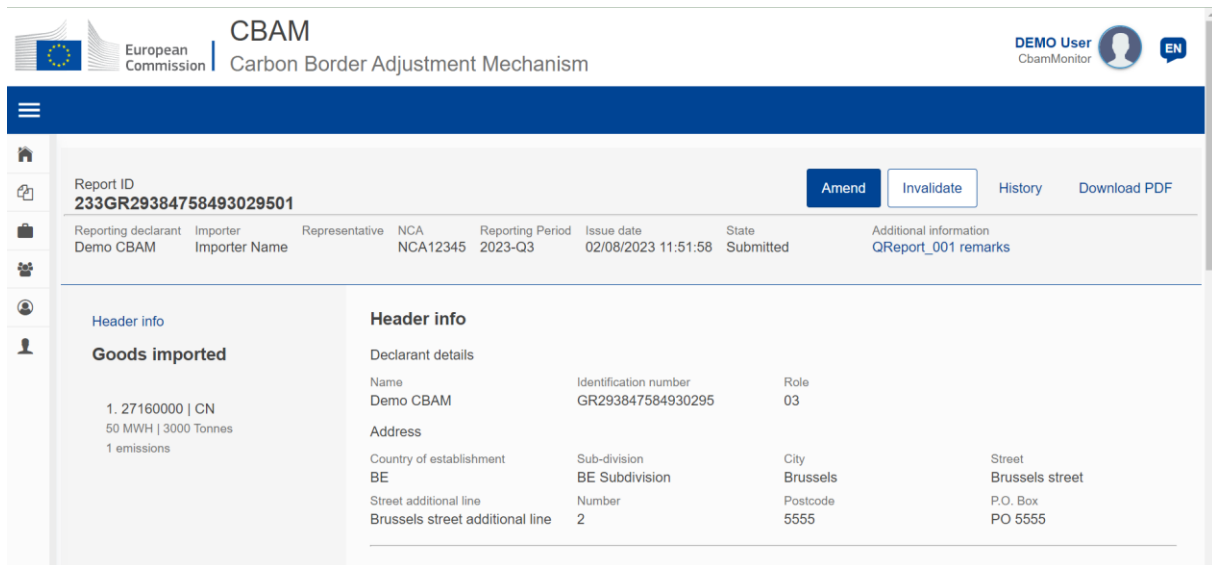 European
Commission
CBAM
Carbon Border Adjustment Mechanism
DEMO User
CbamMonitor
EN
Report ID
233GR29384758493029501
Amend Invalidate History Download PDF
Reporting declarant Importer Representative NCA Reporting Period Issue date State Additional information
Demo CBAM Importer Name NCA12345 2023-Q3 02/08/2023 11:51:58 Submitted QReport_001 remarks
Header info
Goods imported
1. 27160000 | CN
50 MWH | 3000 Tonnes
1 emissions
Header info
Declarant details
Name Identification number Role
Demo CBAM GR293847584930295 03
Address
Country of establishment Sub-division City Street
BE BE Subdivision Brussels Brussels street
Street additional line Number Postcode P.O. Box
Brussels street additional line 2 5555 PO 5555